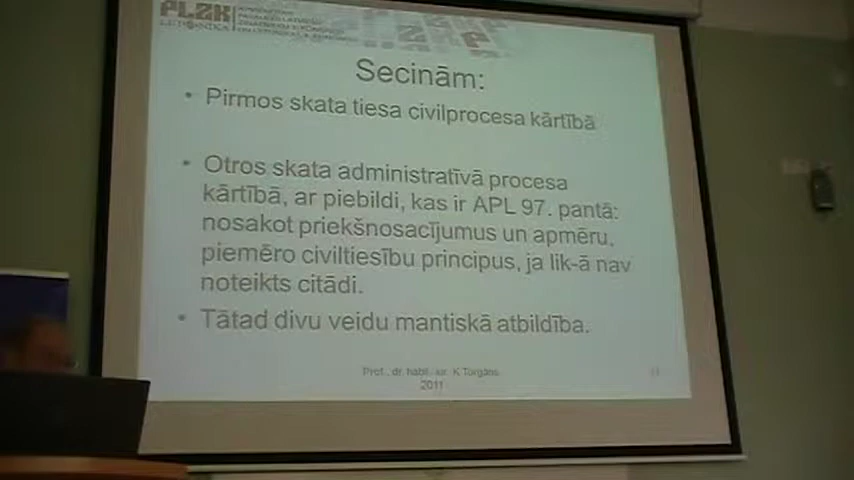 PLZK
LETONIKA
Secinām:
• Pirmos skata tiesa civilprocesa kārtībā
• Otros skata administratīvā procesa
kārtībā, ar piebildi, kas ir APL 97. pantā:
nosakot priekšnosacījumus un apmēru,
piemēro civiltiesību principus, ja lik-ā nav
noteikts citādi.
• Tātad divu veidu mantiskā atbildība.
Prof., dr. habil. iur. K.Torgāns
2011